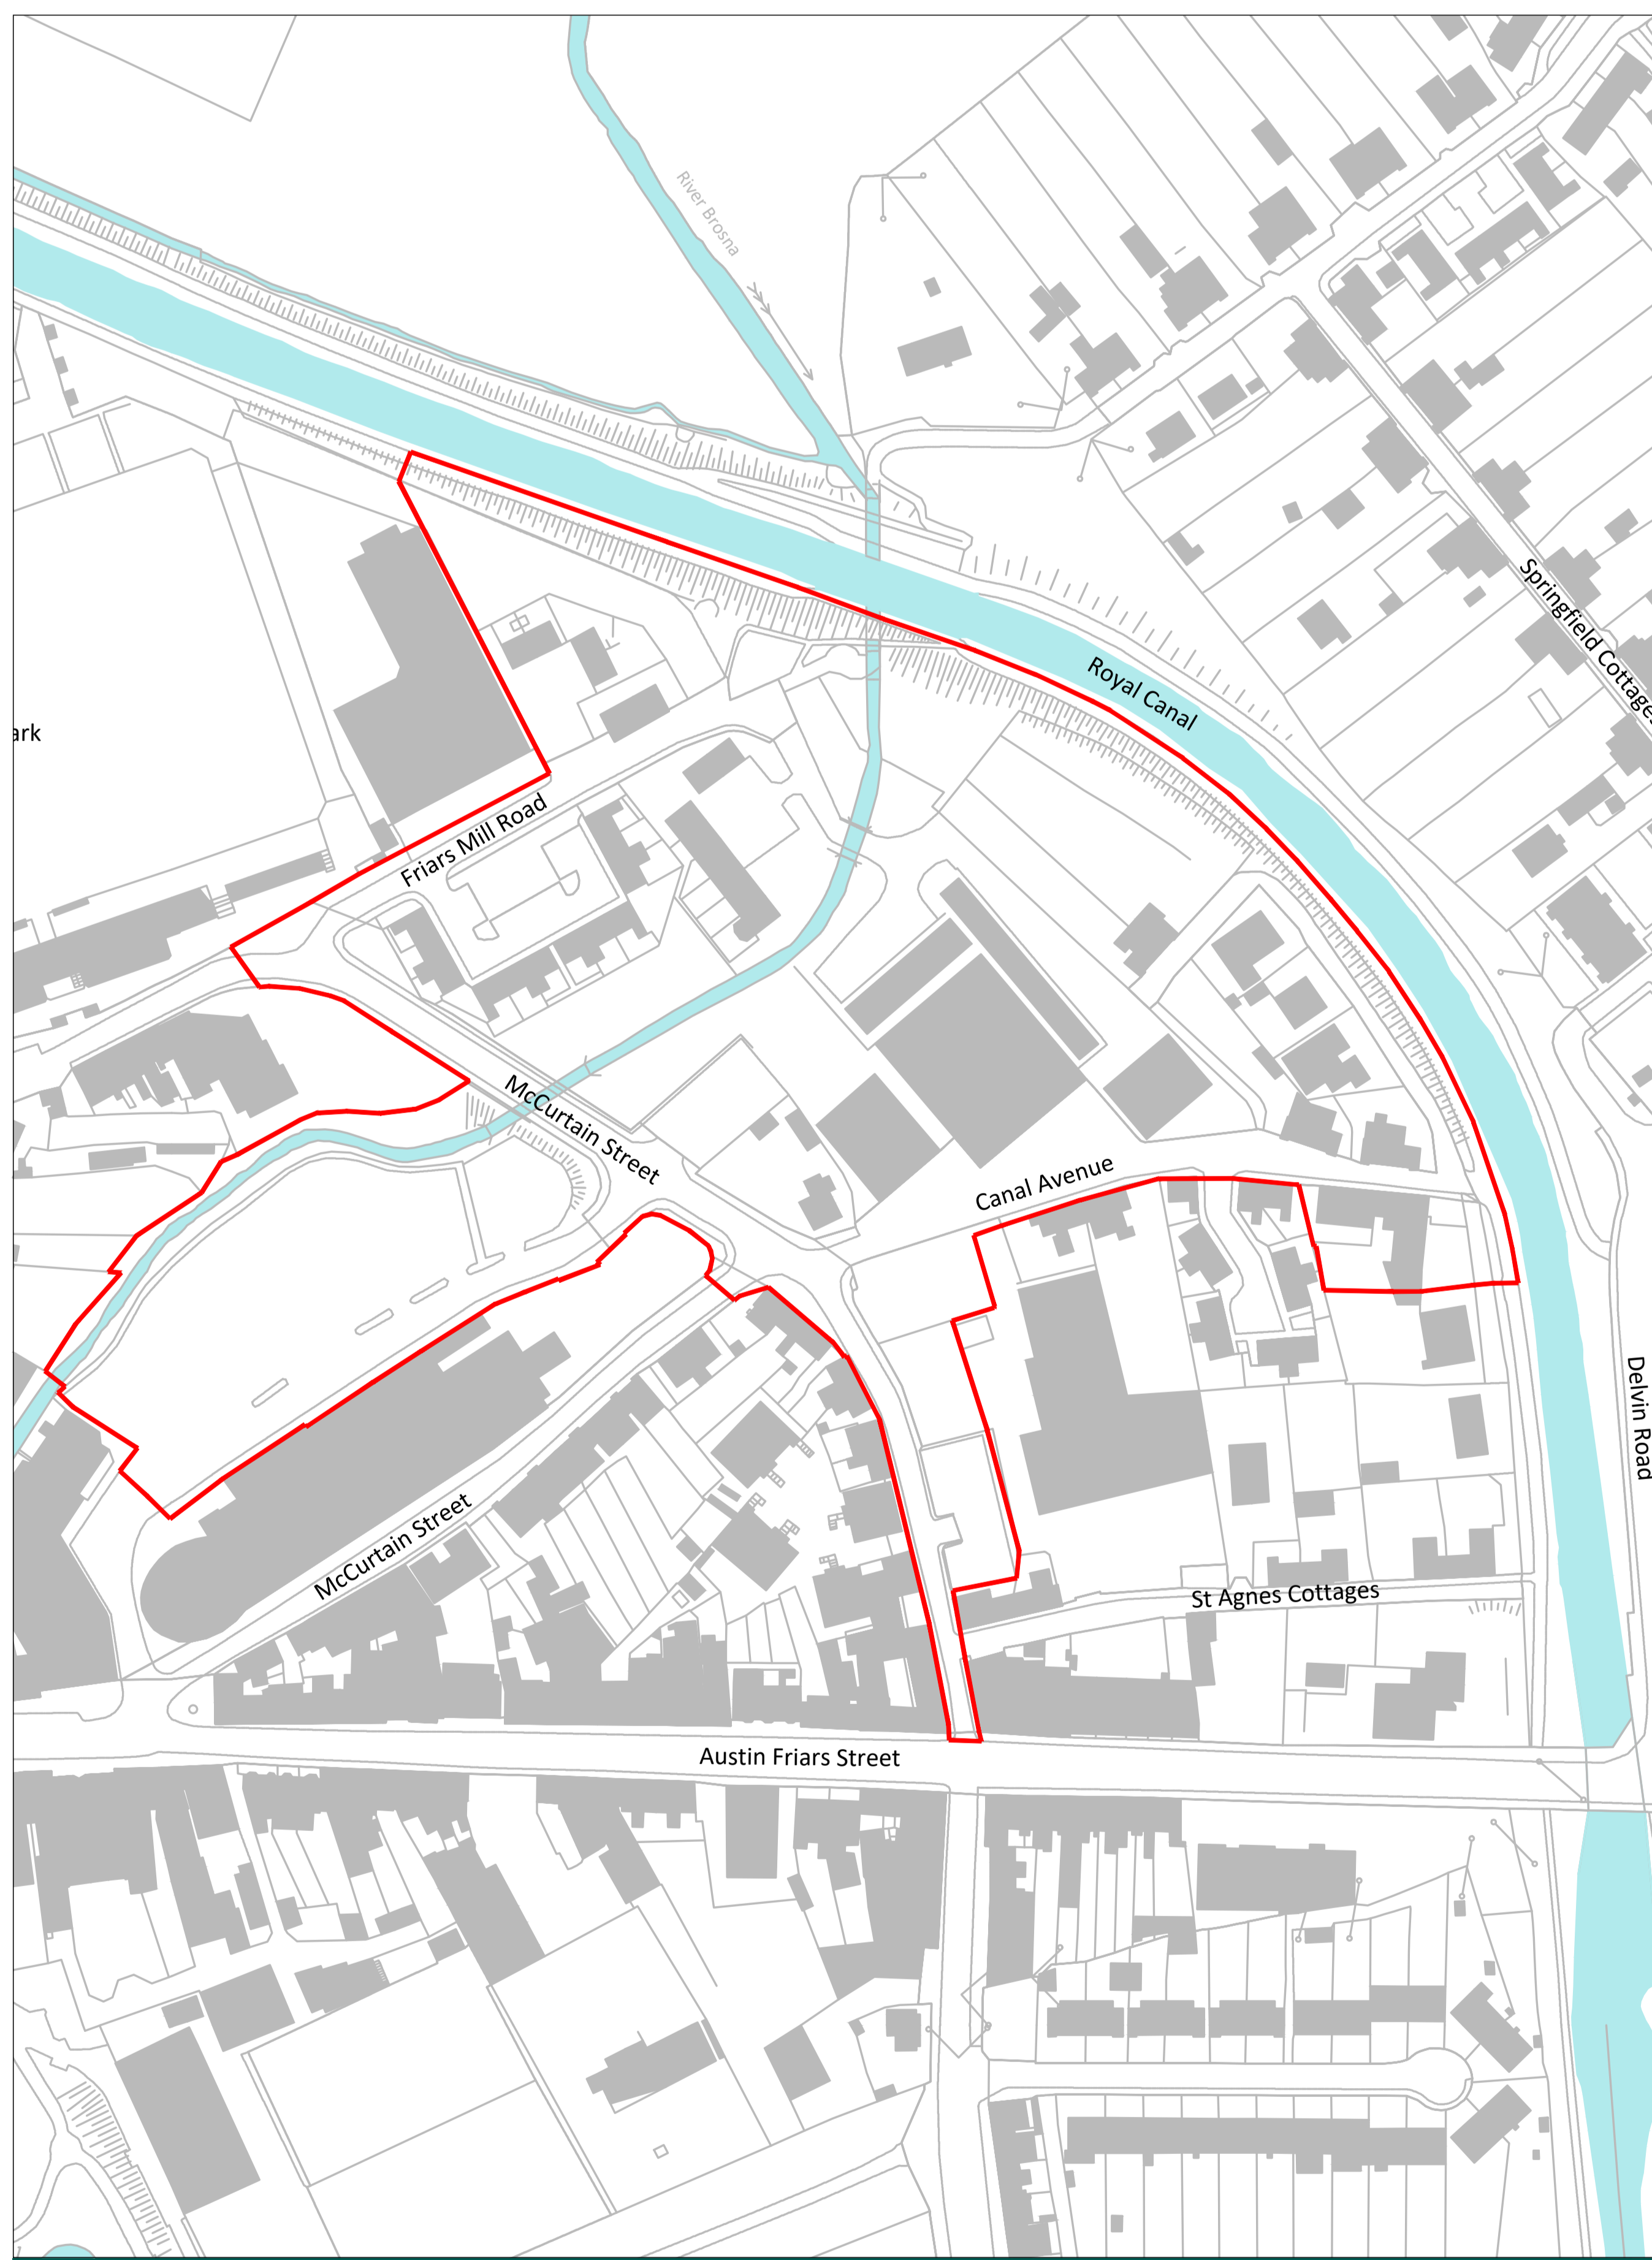 River Brosna
Springfield Cottage
Royal Canal
ark
Friars Mill Road
McCurtain Street
Canal Avenue
Delvin Road
McCurtain Street
St Agnes Cottages
Austin Friars Street